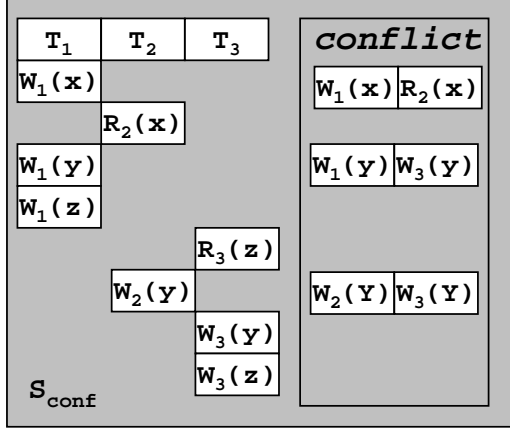 T1 T2 T3 conflict
W1(x) W1(x) R2(x)
R2(x)
W1(y) W1(y) W3(y)
W1(z)
R3(z)
W2(y) W2(Y) W3(Y)
W3(y)
W3(z)
Sconf